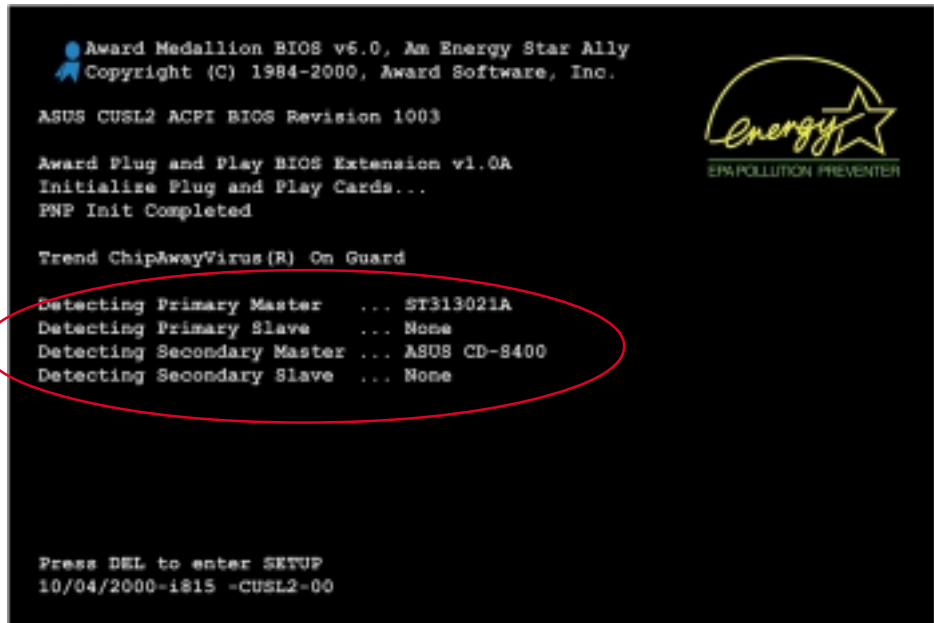 Award Medallion BIOS v6.0, Am Energy Star Ally
Copyright (C) 1984-2000, Award Software, Inc.
energy
EPA POLLUTION PREVENTER
ASUS CUSL2 ACPI BIOS Revision 1003
Award Plug and Play BIOS Extension v1.0A
Initialize Plug and Play Cards...
PNP Init Completed
Trend ChipAwayVirus(R) On Guard
Detecting Primary Master ... ST313021A
Detecting Primary Slave ... None
Detecting Secondary Master ... ASUS CD-S400
Detecting Secondary Slave ... None
Press DEL to enter SETUP
10/04/2000-i815 -CUSL2-00